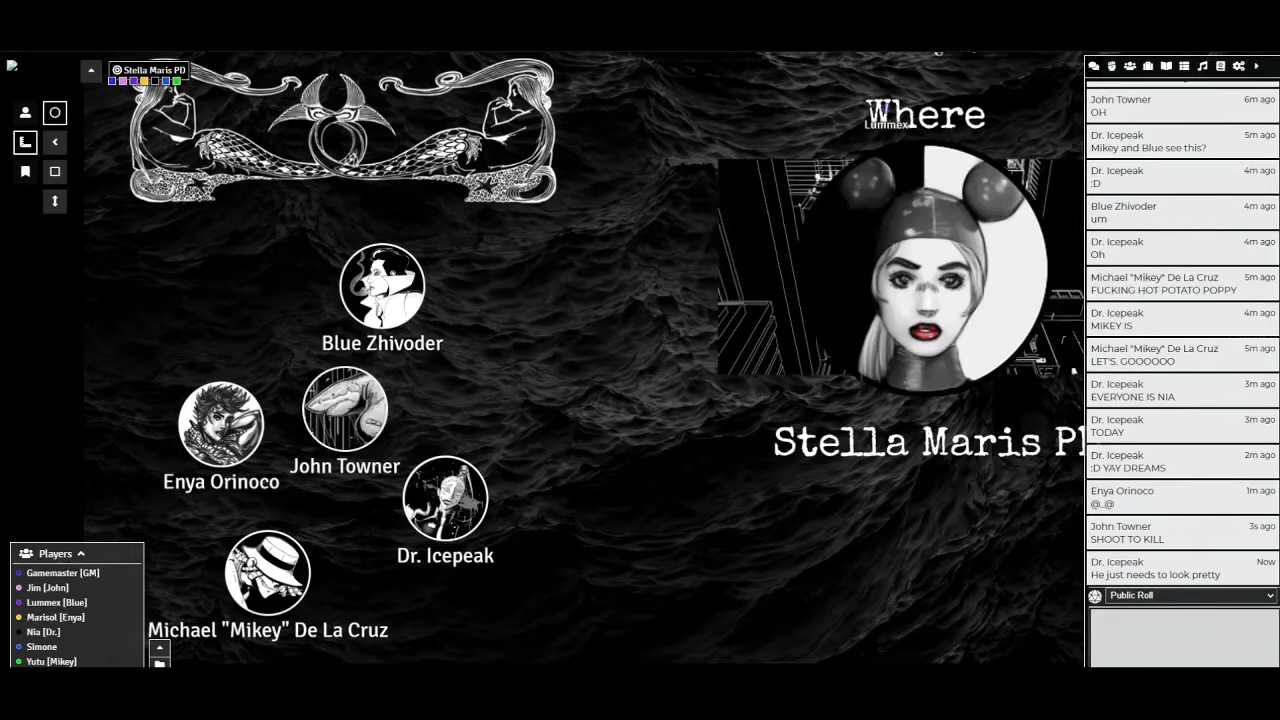 Stella Maris PD
Where
Lummex
Blue Zhivoder
Enya Orinoco
John Towner
Dr. Icepeak
Michael "Mikey" De La Cruz
Stella Maris P
Players
Gamemaster [GM]
Jim [John]
Lummex [Blue]
Marisol [Enya]
Nia [Dr.]
Simone
Yutu [Mikey]
John Towner 6m ago
OH
Dr. Icepeak 5m ago
Mikey and Blue see this?
Dr. Icepeak 4m ago
:D
Blue Zhivoder 4m ago
um
Dr. Icepeak 4m ago
Oh
Michael "Mikey" De La Cruz 5m ago
FUCKING HOT POTATO POPPY
Dr. Icepeak 4m ago
MIKEY IS
Michael "Mikey" De La Cruz 5m ago
LET'S. GOOOOOO
Dr. Icepeak 3m ago
EVERYONE IS NIA
Dr. Icepeak 3m ago
TODAY
Dr. Icepeak 2m ago
:D YAY DREAMS
Enya Orinoco 1m ago
@_@
John Towner 3s ago
SHOOT TO KILL
Dr. Icepeak Now
He just needs to look pretty
Public Roll